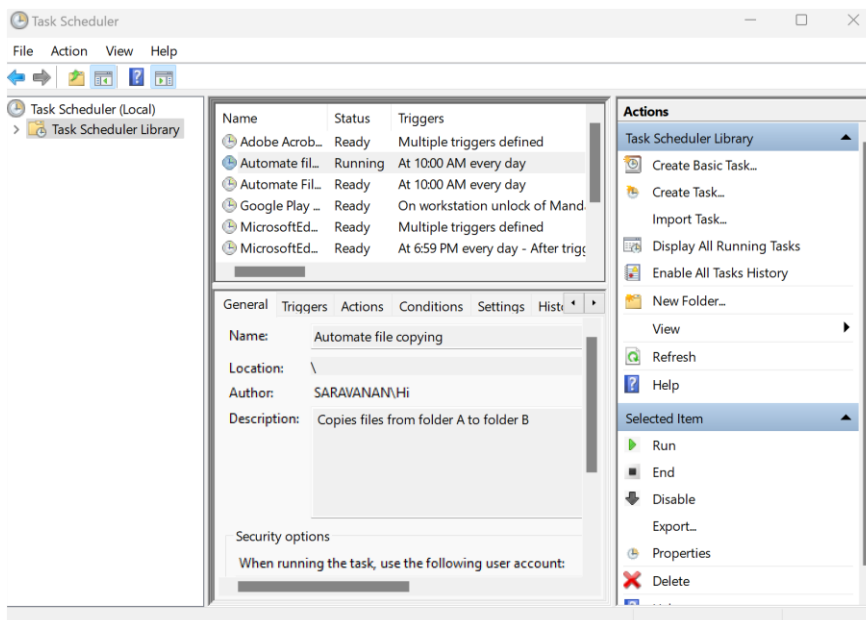 Task Scheduler
File Action View Help
Task Scheduler (Local)
Task Scheduler Library
Name Status Triggers
Adobe Acrob... Ready Multiple triggers defined
Automate fil... Running At 10:00 AM every day
Automate Fil... Ready At 10:00 AM every day
Google Play ... Ready On workstation unlock of Mand
MicrosoftEd... Ready Multiple triggers defined
MicrosoftEd... Ready At 6:59 PM every day - After trigg
General Triggers Actions Conditions Settings Histo
Name: Automate file copying
Location: \
Author: SARAVANAN\Hi
Description: Copies files from folder A to folder B
Security options
When running the task, use the following user account:
Actions
Task Scheduler Library
Create Basic Task...
Create Task...
Import Task...
Display All Running Tasks
Enable All Tasks History
New Folder...
View
Refresh
Help
Selected Item
Run
End
Disable
Export...
Properties
Delete